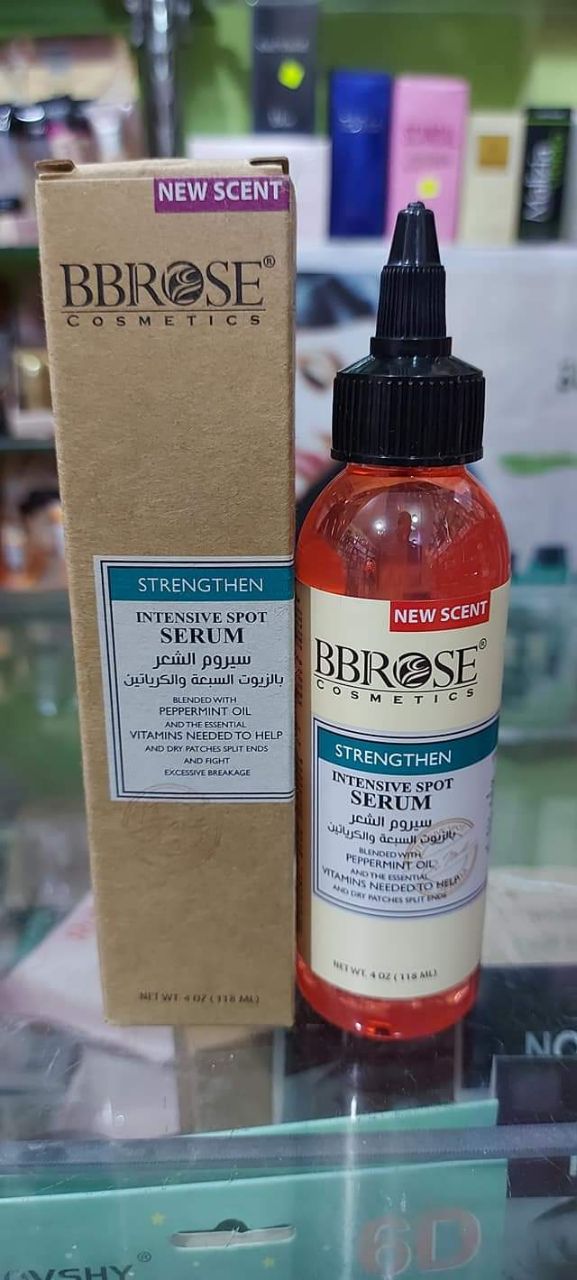 NEW SCENT
BBROSE®
COSMETICS
STRENGTHEN
INTENSIVE SPOT
SERUM
سيروم الشعر
بالزيوت السبعة والكرياتين
BLENDED WITH
PEPPERMINT OIL
AND THE ESSENTIAL
VITAMINS NEEDED TO HELP
AND DRY PATCHES SPLIT ENDS
AND FIGHT
EXCESSIVE BREAKAGE
NET WT. 4 OZ (118 ML)
NEW SCENT
BBROSE®
COSMETICS
STRENGTHEN
INTENSIVE SPOT
SERUM
سيروم الشعر
بالزيوت السبعة والكرياتين
BLENDED WITH
PEPPERMINT OIL
AND THE ESSENTIAL
VITAMINS NEEDED TO HELP
AND DRY PATCHES SPLIT ENDS
NET WT. 4 OZ (118 ML)
NO
OVSHY®
6D